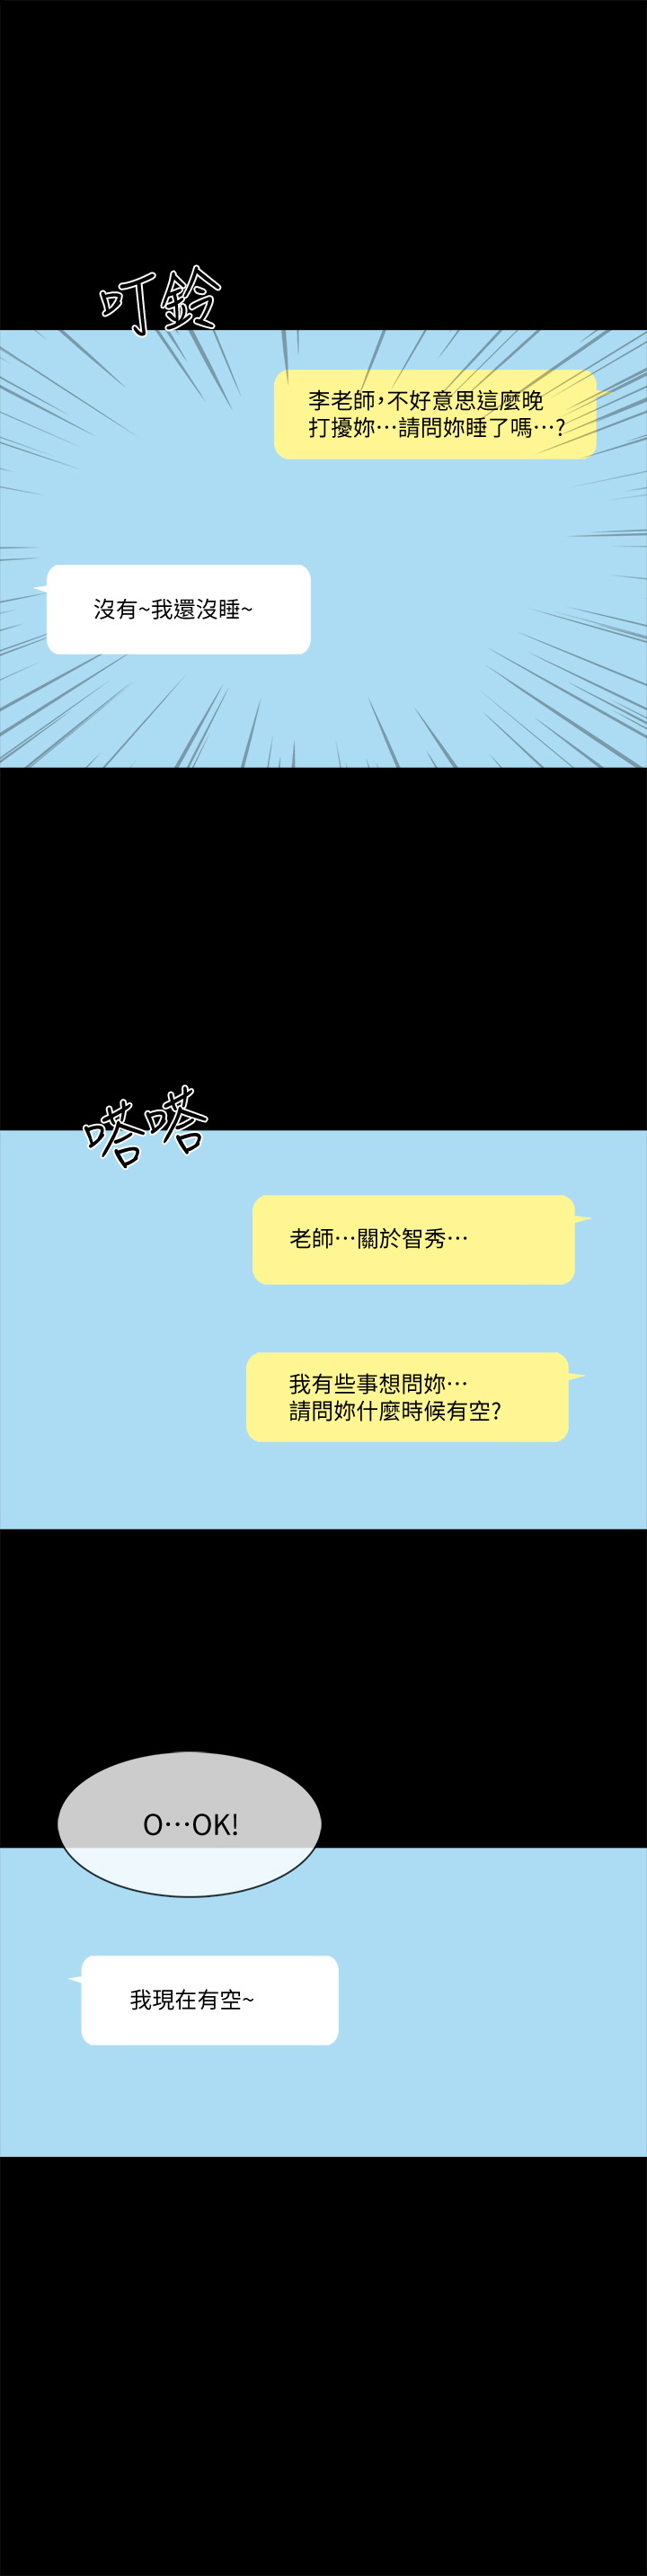 叮鈴
李老師,不好意思這麼晚
打擾妳…請問妳睡了嗎…?
沒有~我還沒睡~
嗒嗒
老師…關於智秀…
我有些事想問妳…
請問妳什麼時候有空?
O…OK!
我現在有空~